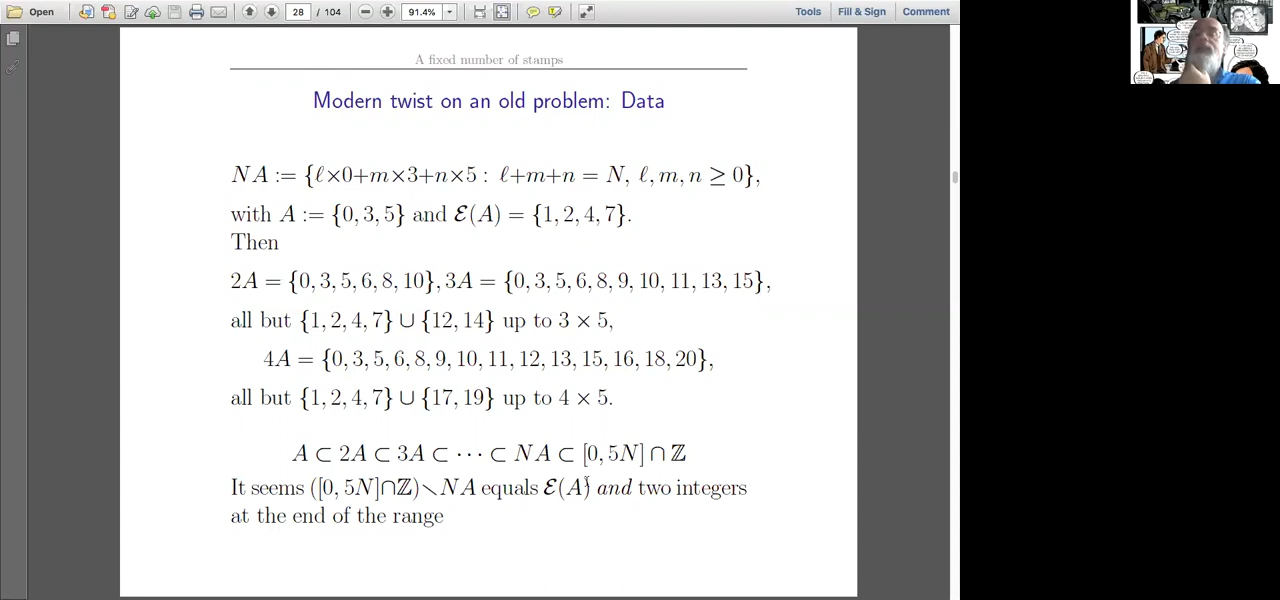 Open
28 / 104
91.4%
Tools
Fill & Sign
Comment
A fixed number of stamps
Modern twist on an old problem: Data
NA := {ℓ×0+m×3+n×5 : ℓ+m+n = N, ℓ, m, n ≥ 0},
with A := {0, 3, 5} and ℰ(A) = {1, 2, 4, 7}.
Then
2A = {0, 3, 5, 6, 8, 10}, 3A = {0, 3, 5, 6, 8, 9, 10, 11, 13, 15},
all but {1, 2, 4, 7} ∪ {12, 14} up to 3 × 5,
4A = {0, 3, 5, 6, 8, 9, 10, 11, 12, 13, 15, 16, 18, 20},
all but {1, 2, 4, 7} ∪ {17, 19} up to 4 × 5.
A ⊂ 2A ⊂ 3A ⊂ ··· ⊂ NA ⊂ [0, 5N] ∩ ℤ
It seems ([0, 5N]∩ℤ)∖NA equals ℰ(A) and two integers
at the end of the range